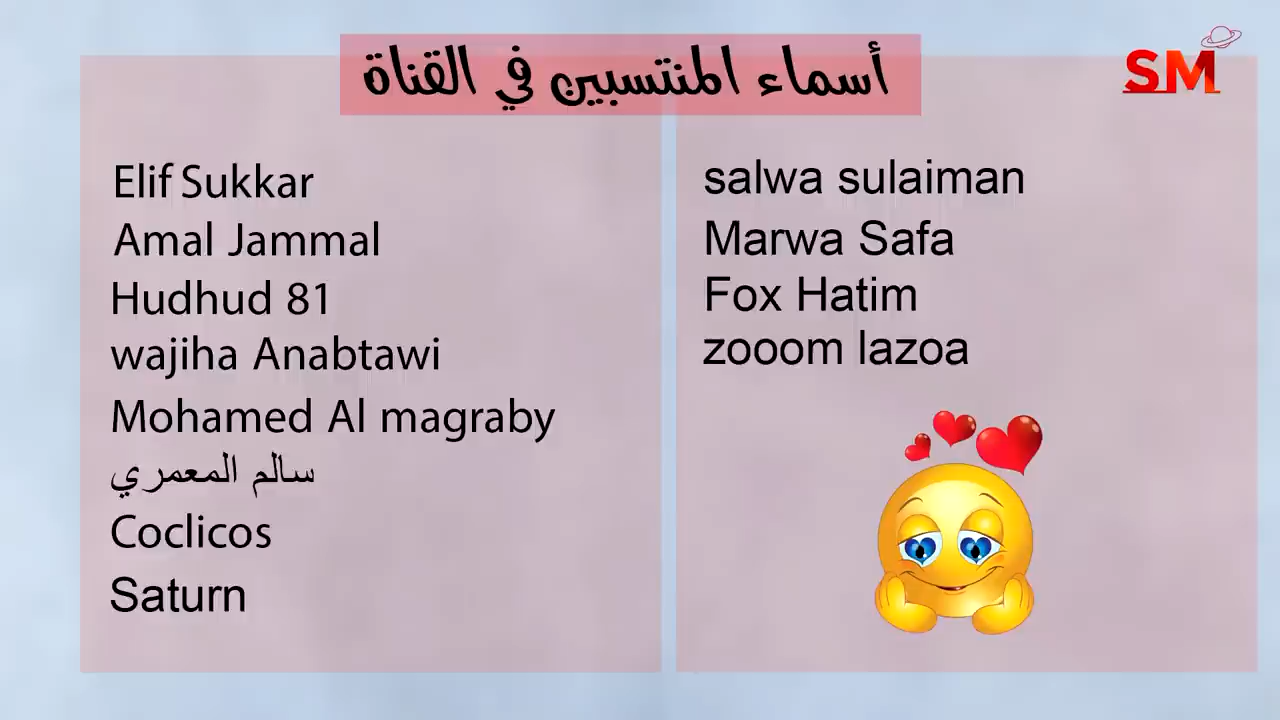 أسماء المنتسبين في القناة
SM
Elif Sukkar
Amal Jammal
Hudhud 81
wajiha Anabtawi
Mohamed Al magraby
سالم المعمري
Coclicos
Saturn
salwa sulaiman
Marwa Safa
Fox Hatim
zooom lazoa